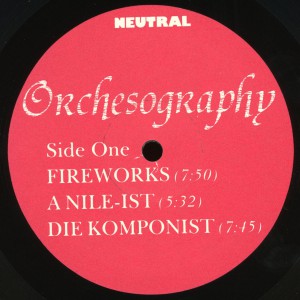 NEUTRAL
Orchesography
Side One
FIREWORKS (7:50)
A NILE-IST (5:32)
DIE KOMPONIST (7:45)